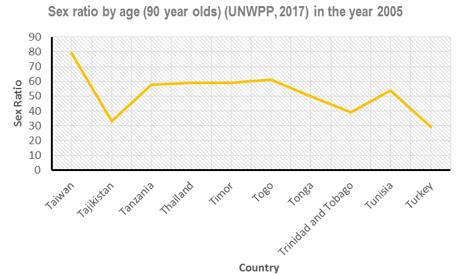 Sex ratio by age (90 year olds) (UNWPP, 2017) in the year 2005
90
80
70
60
50
40
30
20
10
0
Sex Ratio
Taiwan
Tajikistan
Tanzania
Thailand
Timor
Togo
Tonga
Trinidad and Tobago
Tunisia
Turkey
Country